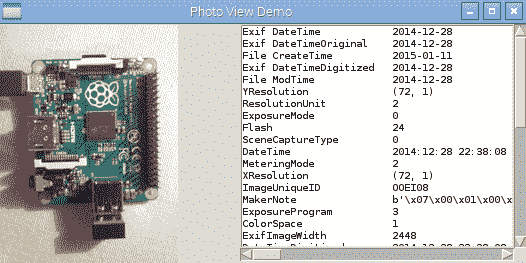 Photo View Demo
Exif DateTime 2014-12-28
Exif DateTimeOriginal 2014-12-28
File CreateTime 2015-01-11
Exif DateTimeDigitized 2014-12-28
File ModTime 2014-12-28
YResolution (72, 1)
ResolutionUnit 2
ExposureMode 0
Flash 24
SceneCaptureType 0
DateTime 2014:12:28 22:38:08
MeteringMode 2
XResolution (72, 1)
ImageUniqueID OOEI08
MakerNote b'\x07\x00\x01\x00\x
ExposureProgram 3
ColorSpace 1
ExifImageWidth 2448